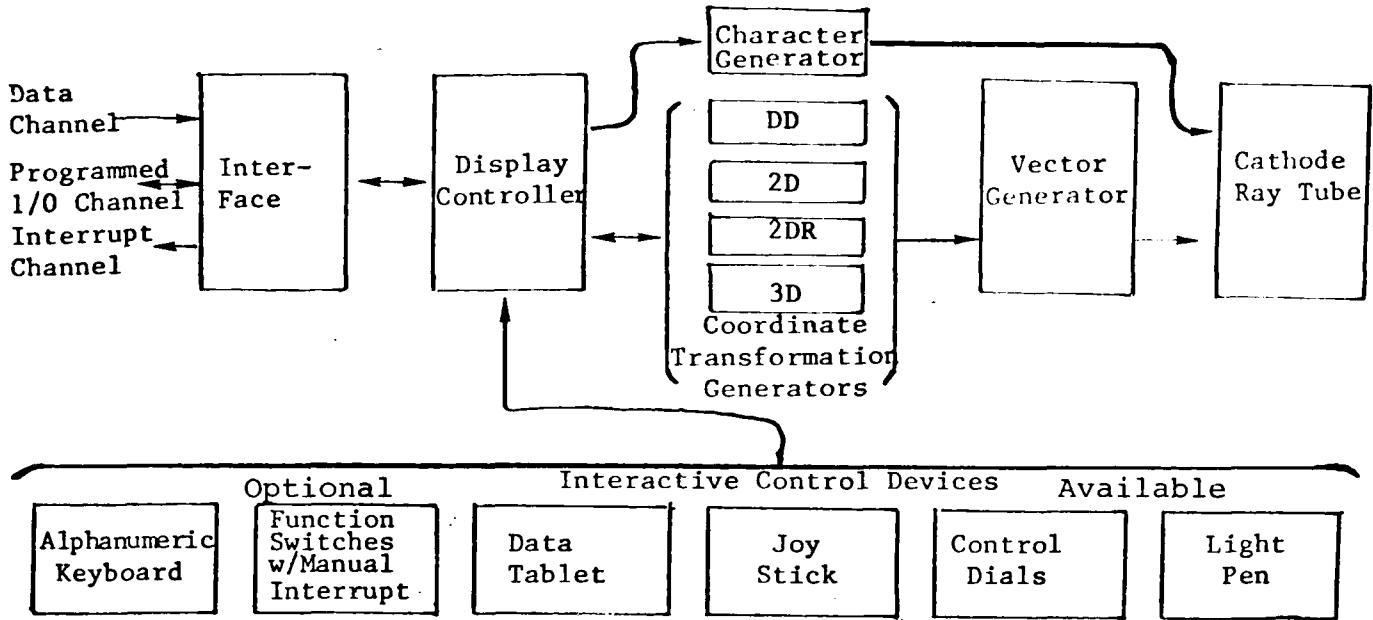 Character
Generator
Data
Channel
Programmed
1/0 Channel
Interrupt
Channel
Inter-
Face
Display
Controller
DD
2D
2DR
3D
Coordinate
Transformation
Generators
Vector
Generator
Cathode
Ray Tube
Optional Interactive Control Devices Available
Alphanumeric
Keyboard
Function
Switches
w/Manual
Interrupt
Data
Tablet
Joy
Stick
Control
Dials
Light
Pen